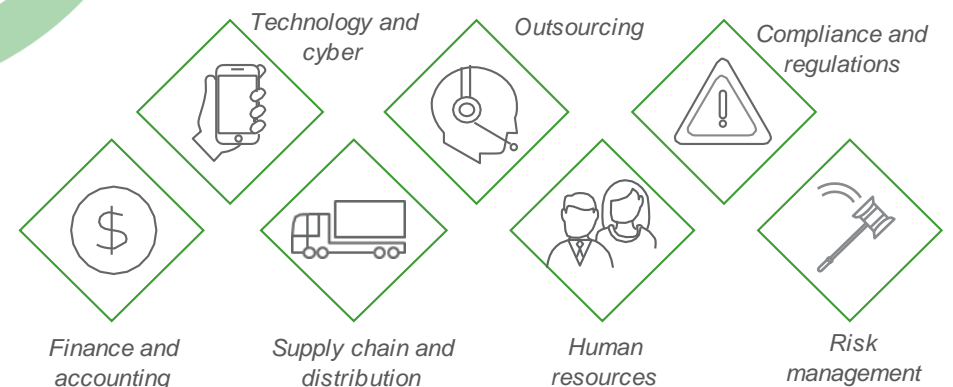 Technology and
cyber
Outsourcing
Compliance and
regulations
$
Finance and
accounting
Supply chain and
distribution
Human
resources
Risk
management